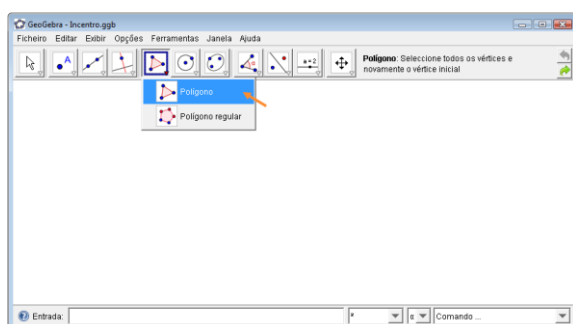 GeoGebra - Incentro.ggb
Ficheiro Editar Exibir Opções Ferramentas Janela Ajuda
A
a=2
Polígono: Seleccione todos os vértices e
novamente o vértice inicial
Polígono
Polígono regular
Entrada:
α
Comando ...